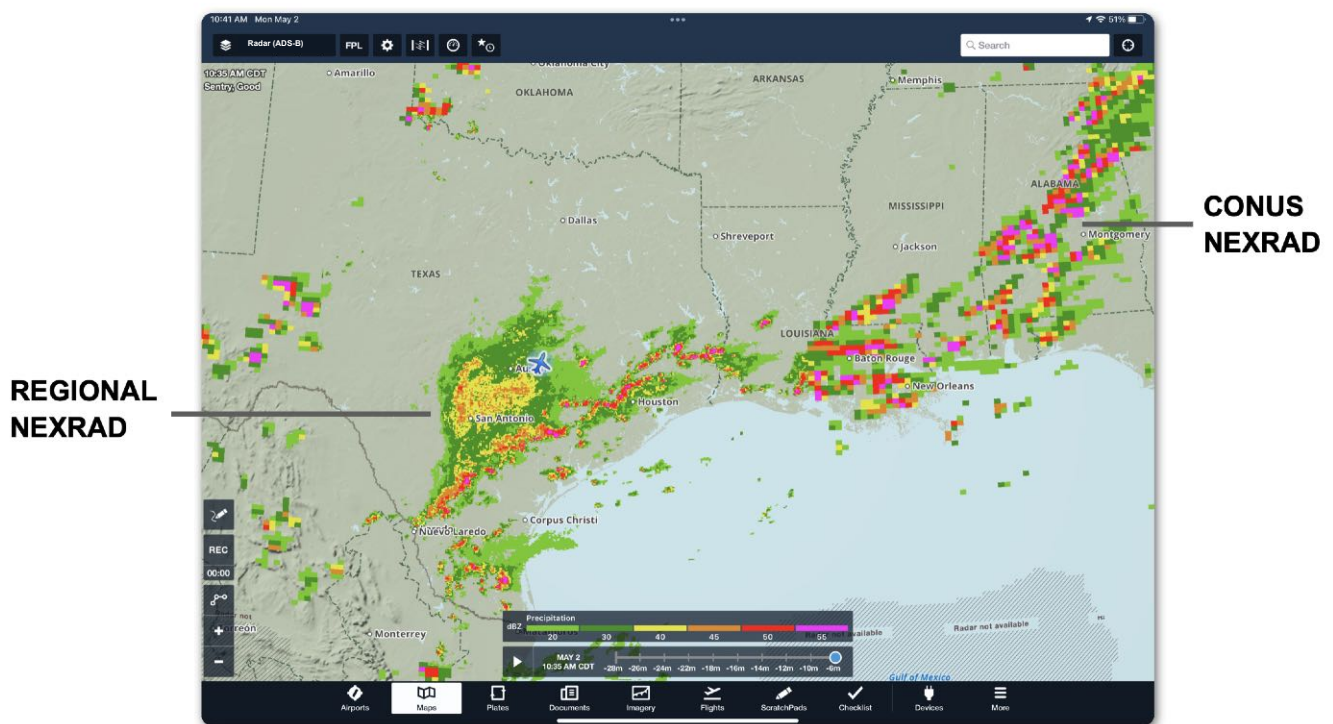 10:41 AM Mon May 2
51%
Radar (ADS-B)
FPL
Search
10:35 AM CDT
Sentry, Good
Amarillo
Oklahoma City
OKLAHOMA
ARKANSAS
Memphis
ALABAMA
CONUS
NEXRAD
MISSISSIPPI
Montgomery
Dallas
Shreveport
Jackson
TEXAS
LOUISIANA
Baton Rouge
New Orleans
Au
REGIONAL
NEXRAD
San Antonio
Houston
Corpus Christi
Nuevo Laredo
REC
00:00
Monterrey
Precipitation
dBZ 20 30 40 45 50 55
Radar not available
MAY 2
10:35 AM CDT
-28m -26m -24m -22m -18m -16m -14m -12m -10m -6m
Gulf of Mexico
Airports Maps Plates Documents Imagery Flights ScratchPads Checklist Devices More